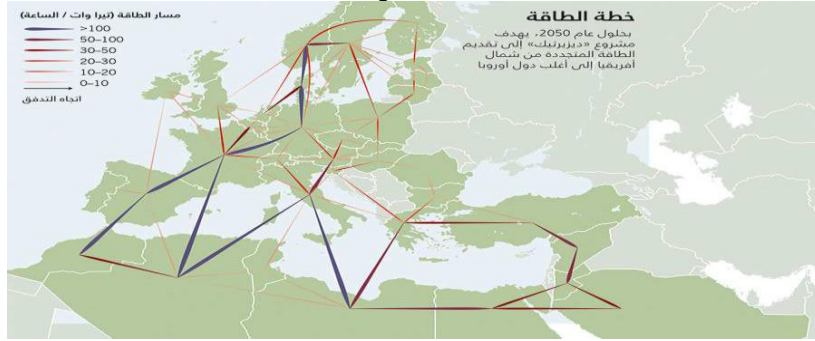 خطة الطاقة
بحلول عام 2050، يهدف
مشروع «ديزيرتيك» إلى تقديم
الطاقة المتجددة من شمال
أفريقيا إلى أغلب دول أوروبا
مسار الطاقة (تيرا وات / الساعة)
>100
50-100
30-50
20-30
10-20
0-10
اتجاه التدفق